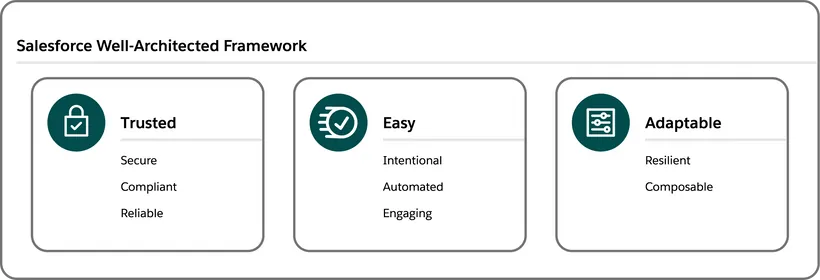 Salesforce Well-Architected Framework
Trusted
Secure
Compliant
Reliable
Easy
Intentional
Automated
Engaging
Adaptable
Resilient
Composable